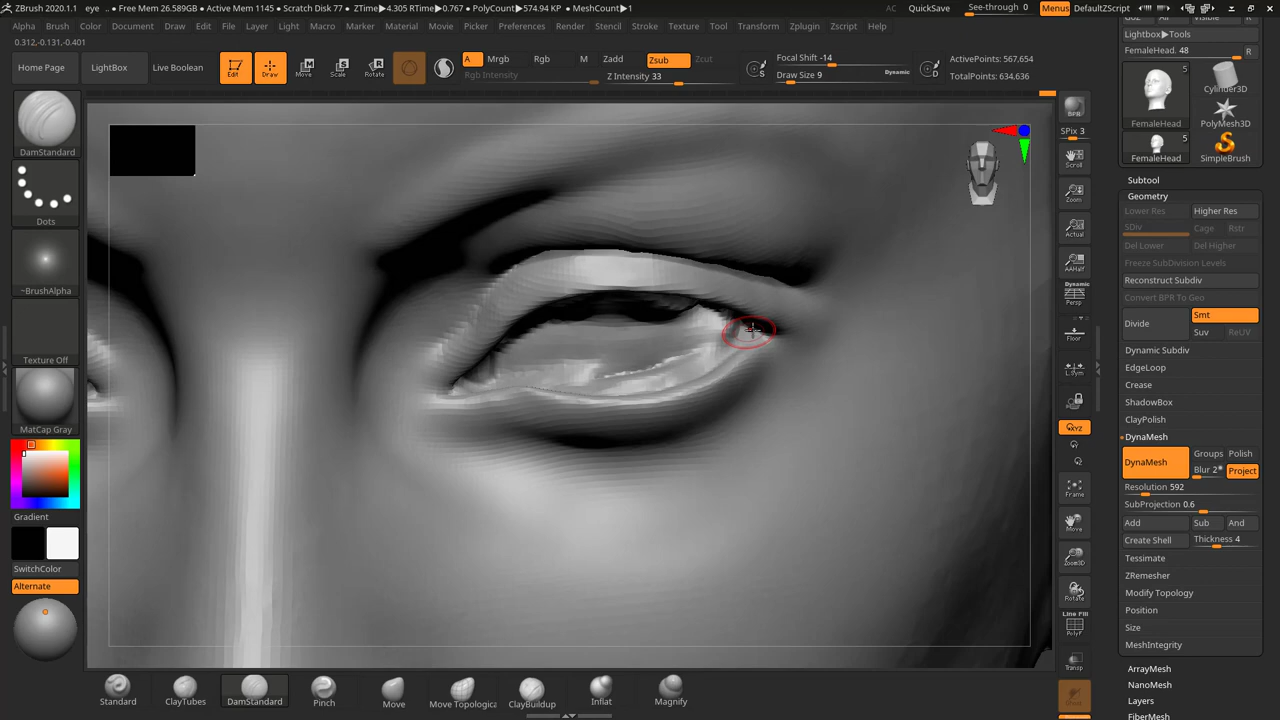 ZBrush 2020.1.1 eye .. • Free Mem 26.589GB • Active Mem 1145 • Scratch Disk 77 • ZTime▶4.305 RTime▶0.767 • PolyCount▶574.94 KP • MeshCount▶1
AC QuickSave See-through 0 Menus DefaultZScript
Alpha Brush Color Document Draw Edit File Layer Light Macro Marker Material Movie Picker Preferences Render Stencil Stroke Texture Tool Transform Zplugin Zscript Help
0.312,-0.131,-0.401
Home Page LightBox Live Boolean
Edit Draw Move Scale Rotate
A Mrgb Rgb M Zadd Zsub Zcut
Rgb Intensity Z Intensity 33
Focal Shift -14
Draw Size 9 Dynamic
S D
ActivePoints: 567,654
TotalPoints: 634,636
DamStandard
Dots
~BrushAlpha
Texture Off
MatCap Gray
Gradient
SwitchColor
Alternate
Standard ClayTubes DamStandard Pinch Move Move Topologica ClayBuildup Inflat Magnify
BPR
SPix 3
Scroll
Zoom
Actual
AAHalf
Dynamic
Persp
Floor
L.Sym
XYZ
Frame
Move
Zoom3D
Rotate
Line Fill
PolyF
Transp
Lightbox▶Tools
FemaleHead. 48 R
5
FemaleHead
Cylinder3D
PolyMesh3D
5
FemaleHead
SimpleBrush
Subtool
Geometry
Lower Res Higher Res
SDiv Cage Rstr
Del Lower Del Higher
Freeze SubDivision Levels
Reconstruct Subdiv
Convert BPR To Geo
Divide Smt
Suv ReUV
Dynamic Subdiv
EdgeLoop
Crease
ShadowBox
ClayPolish
DynaMesh
DynaMesh Groups Polish
Blur 2 Project
Resolution 592
SubProjection 0.6
Add Sub And
Create Shell Thickness 4
Tessimate
ZRemesher
Modify Topology
Position
Size
MeshIntegrity
ArrayMesh
NanoMesh
Layers
FiberMesh